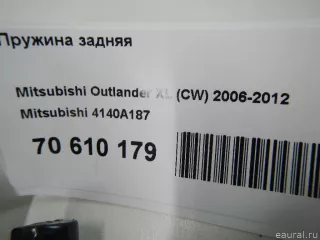 Пружина задняя
Mitsubishi Outlander XL (CW) 2006-2012
Mitsubishi 4140A187
70 610 179
eaural.ru